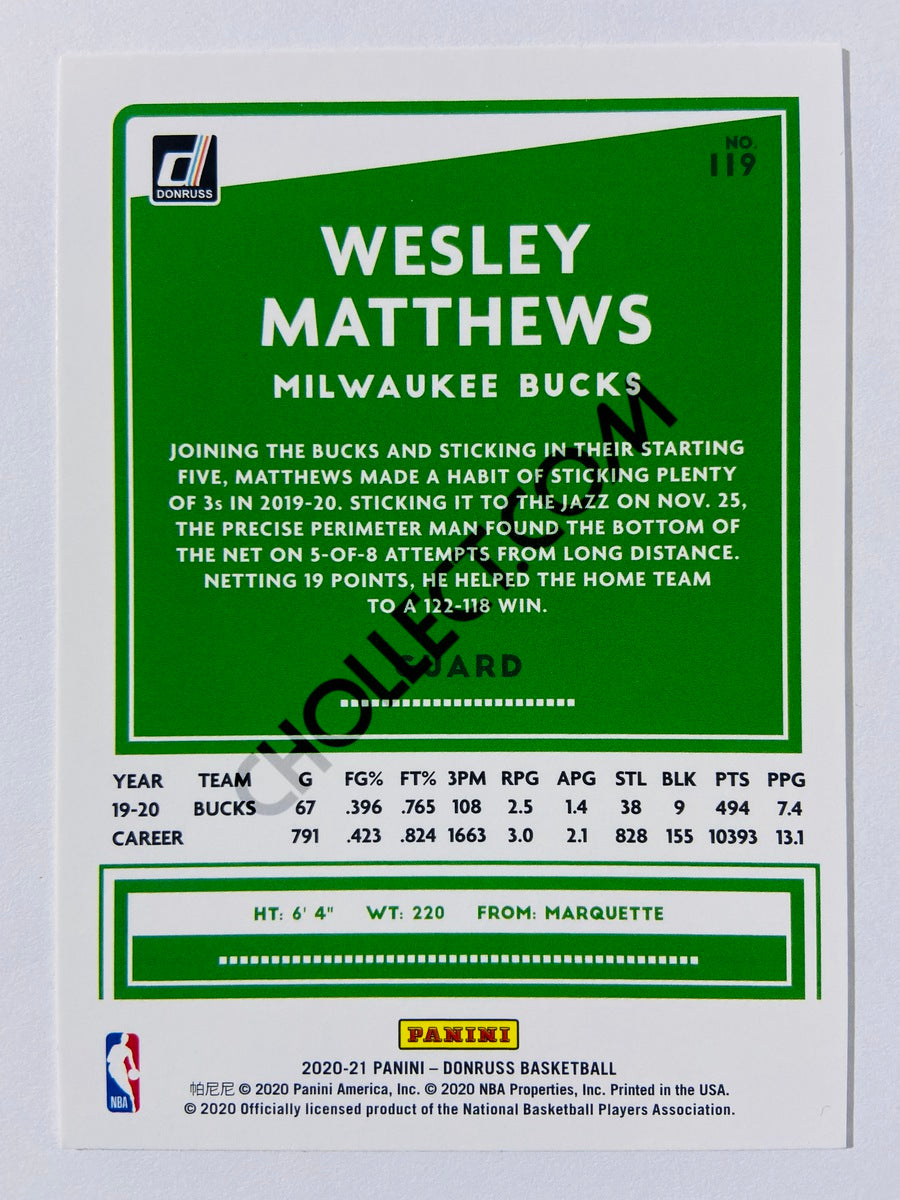 DONRUSS
NO.
119
WESLEY
MATTHEWS
MILWAUKEE BUCKS
JOINING THE BUCKS AND STICKING IN THEIR STARTING
FIVE, MATTHEWS MADE A HABIT OF STICKING PLENTY
OF 3s IN 2019-20. STICKING IT TO THE JAZZ ON NOV. 25,
THE PRECISE PERIMETER MAN FOUND THE BOTTOM OF
THE NET ON 5-OF-8 ATTEMPTS FROM LONG DISTANCE.
NETTING 19 POINTS, HE HELPED THE HOME TEAM
TO A 122-118 WIN.
GUARD
CHOLLECT.COM
YEAR TEAM G FG% FT% 3PM RPG APG STL BLK PTS PPG
19-20 BUCKS 67 .396 .765 108 2.5 1.4 38 9 494 7.4
CAREER 791 .423 .824 1663 3.0 2.1 828 155 10393 13.1
HT: 6' 4" WT: 220 FROM: MARQUETTE
PANINI
NBA
2020-21 PANINI – DONRUSS BASKETBALL
帕尼尼 © 2020 Panini America, Inc. © 2020 NBA Properties, Inc. Printed in the USA.
© 2020 Officially licensed product of the National Basketball Players Association.